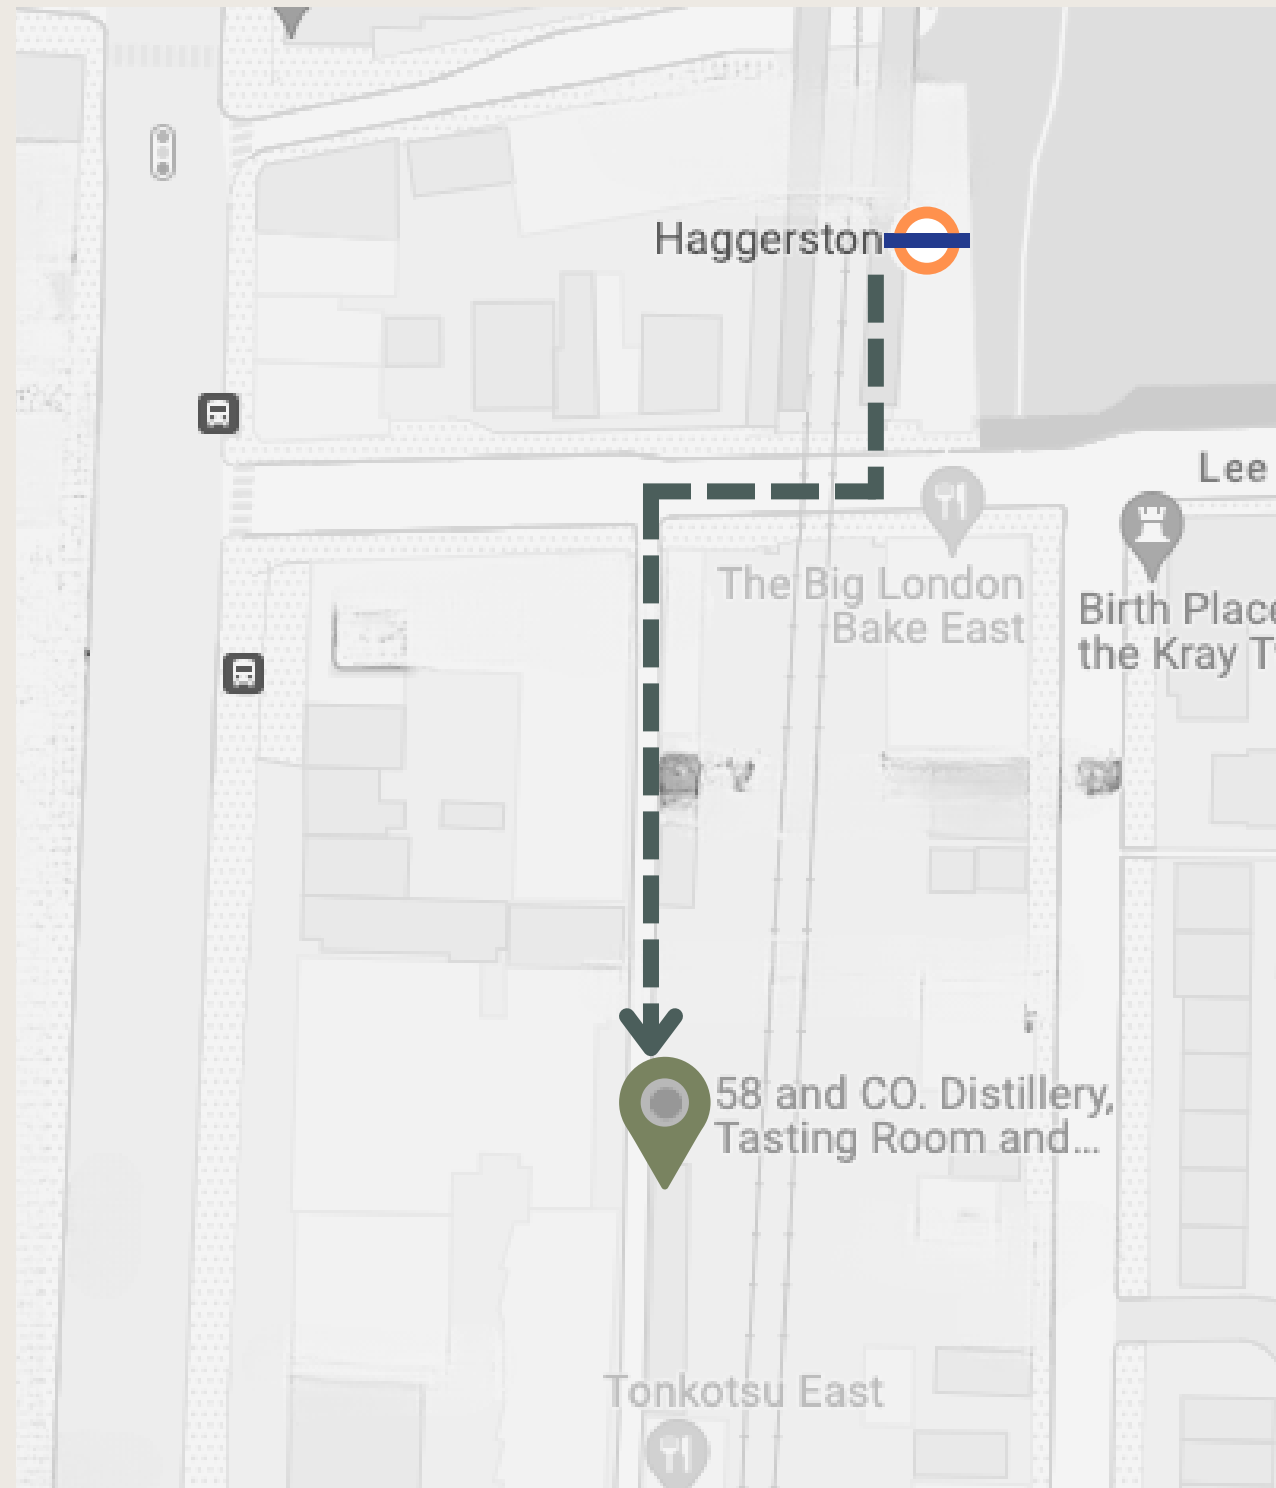 Haggerston
Lee
The Big London
Bake East
Birth Place
the Kray T
58 and CO. Distillery,
Tasting Room and...
Tonkotsu East